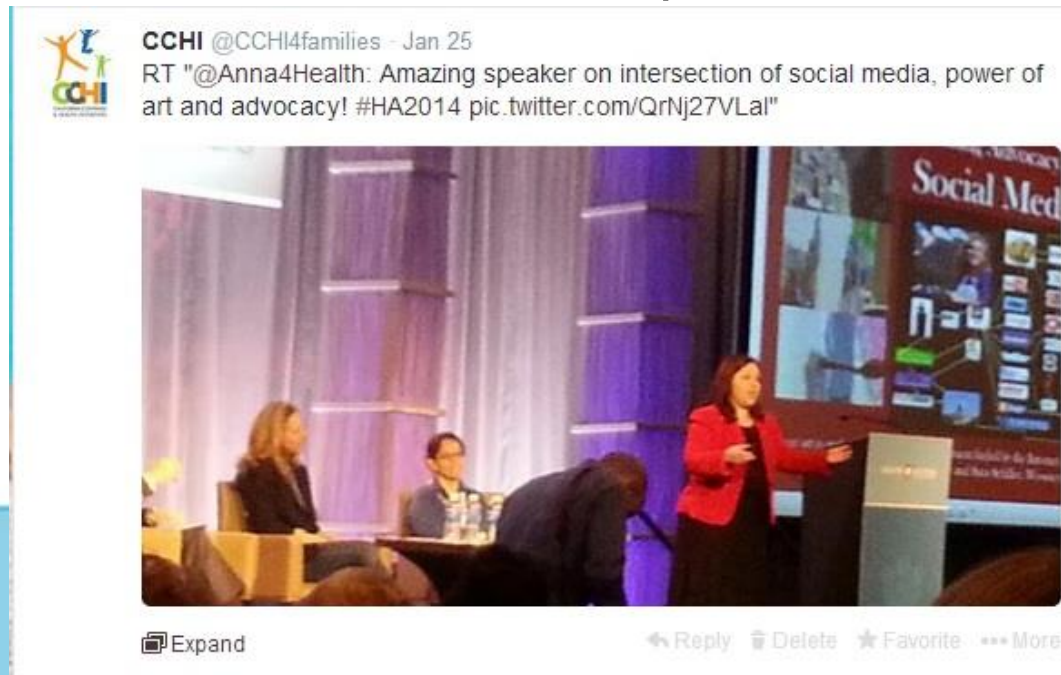 CCHI @CCHI4families · Jan 25
RT "@Anna4Health: Amazing speaker on intersection of social media, power of
art and advocacy! #HA2014 pic.twitter.com/QrNj27VLal"
Advocacy
Social Med
CCHI
Expand
Reply Delete Favorite More